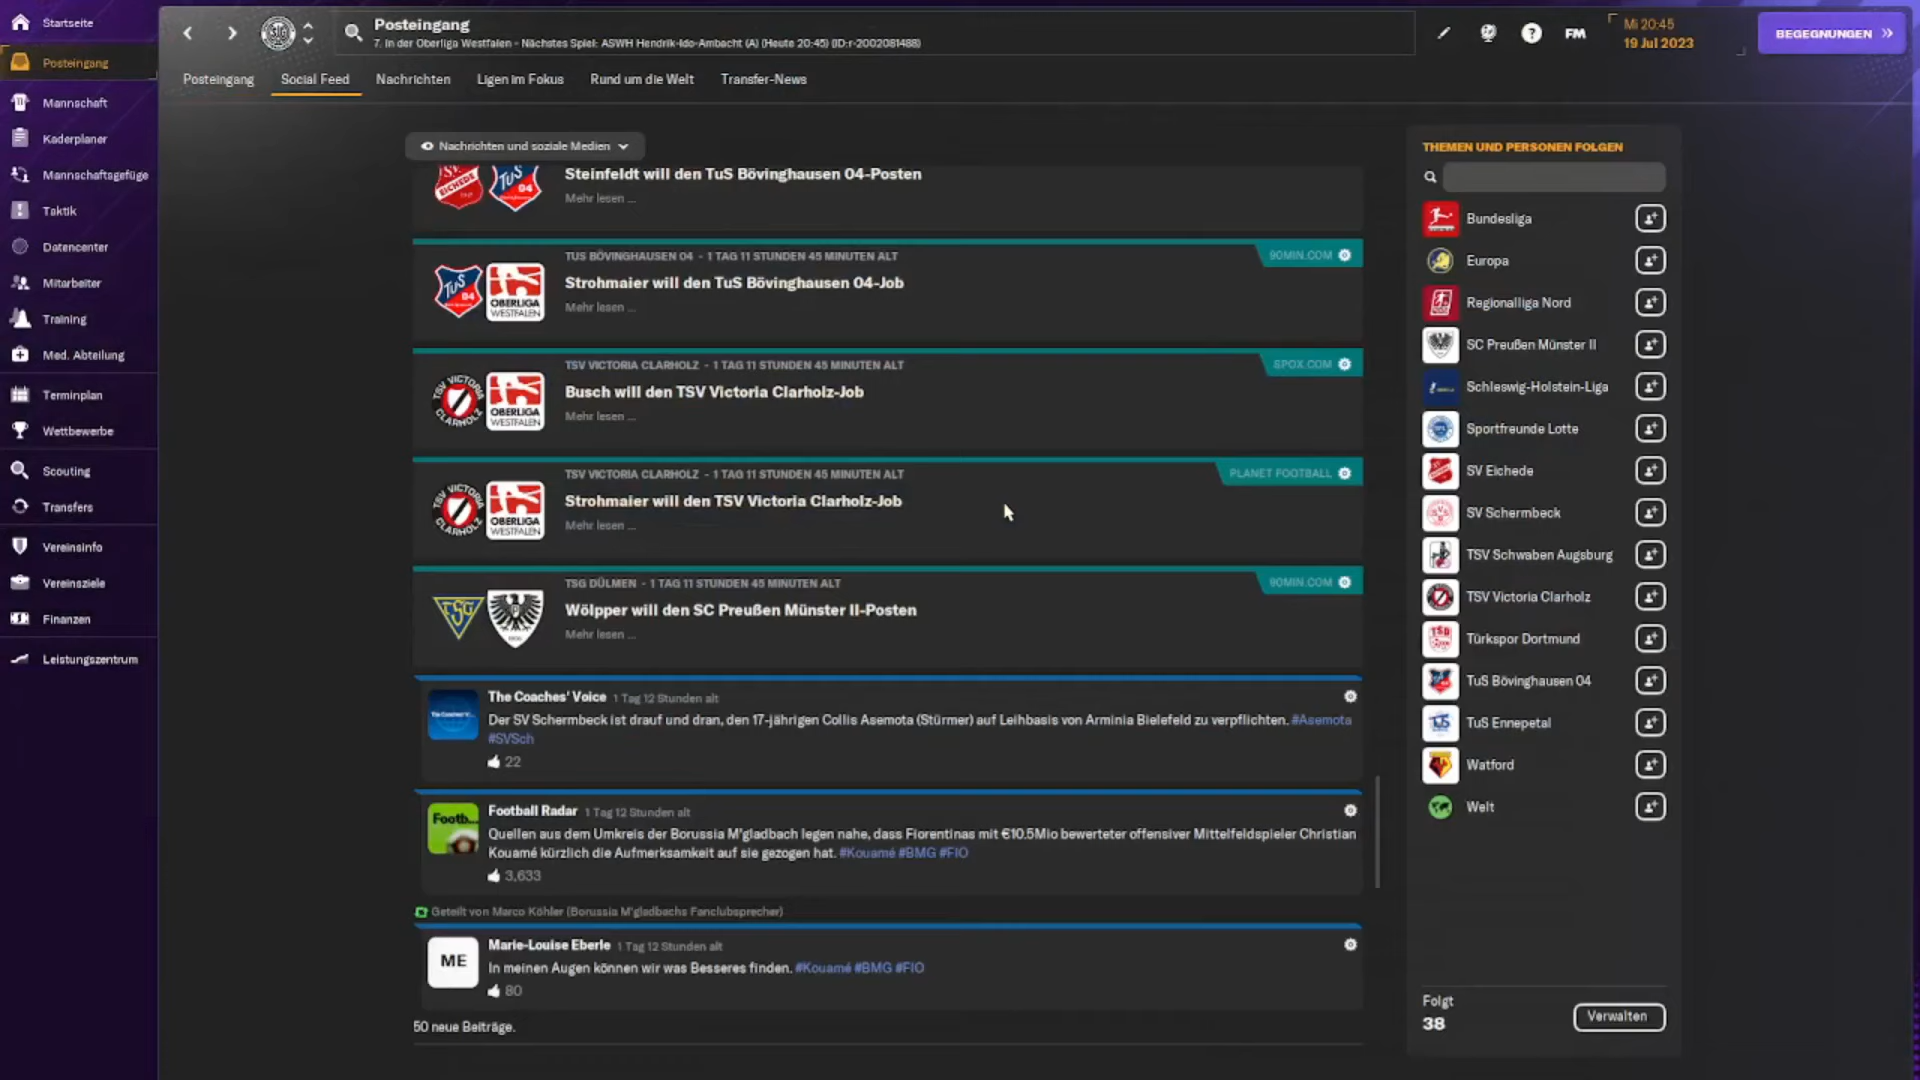 Startseite
Posteingang
Mannschaft
Kaderplaner
Mannschaftsgefüge
Taktik
Datencenter
Mitarbeiter
Training
Med. Abteilung
Terminplan
Wettbewerbe
Scouting
Transfers
Vereinsinfo
Vereinsziele
Finanzen
Leistungszentrum
Posteingang
7. in der Oberliga Westfalen - Nächstes Spiel: ASWH Hendrik-Ido-Ambacht (A) (Heute 20:45) (ID:r-2002081488)
FM
Mi 20:45
19 Jul 2023
BEGEGNUNGEN
Posteingang
Social Feed
Nachrichten
Ligen im Fokus
Rund um die Welt
Transfer-News
Nachrichten und soziale Medien
Steinfeldt will den TuS Bövinghausen 04-Posten
Mehr lesen ...
TUS BÖVINGHAUSEN 04 - 1 TAG 11 STUNDEN 45 MINUTEN ALT
90MIN.COM
Strohmaier will den TuS Bövinghausen 04-Job
Mehr lesen ...
OBERLIGA
WESTFALEN
TSV VICTORIA CLARHOLZ - 1 TAG 11 STUNDEN 45 MINUTEN ALT
SPOX.COM
Busch will den TSV Victoria Clarholz-Job
Mehr lesen ...
OBERLIGA
WESTFALEN
TSV VICTORIA CLARHOLZ - 1 TAG 11 STUNDEN 45 MINUTEN ALT
PLANET FOOTBALL
Strohmaier will den TSV Victoria Clarholz-Job
Mehr lesen ...
OBERLIGA
WESTFALEN
TSG DÜLMEN - 1 TAG 11 STUNDEN 45 MINUTEN ALT
90MIN.COM
Wölpper will den SC Preußen Münster II-Posten
Mehr lesen ...
The Coaches' Voice 1 Tag 12 Stunden alt
Der SV Schermbeck ist drauf und dran, den 17-jährigen Collis Asemota (Stürmer) auf Leihbasis von Arminia Bielefeld zu verpflichten. #Asemota
#SVSch
22
Footb...
Football Radar 1 Tag 12 Stunden alt
Quellen aus dem Umkreis der Borussia M'gladbach legen nahe, dass Fiorentinas mit €10.5Mio bewerteter offensiver Mittelfeldspieler Christian
Kouamé kürzlich die Aufmerksamkeit auf sie gezogen hat. #Kouamé #BMG #FIO
3,633
Geteilt von Marco Köhler (Borussia M'gladbachs Fanclubsprecher)
ME
Marie-Louise Eberle 1 Tag 12 Stunden alt
In meinen Augen können wir was Besseres finden. #Kouamé #BMG #FIO
80
50 neue Beiträge.
THEMEN UND PERSONEN FOLGEN
Bundesliga
Europa
Regionalliga Nord
SC Preußen Münster II
Schleswig-Holstein-Liga
Sportfreunde Lotte
SV Eichede
SV Schermbeck
TSV Schwaben Augsburg
TSV Victoria Clarholz
Türkspor Dortmund
TuS Bövinghausen 04
TuS Ennepetal
Watford
Welt
Folgt
38
Verwalten